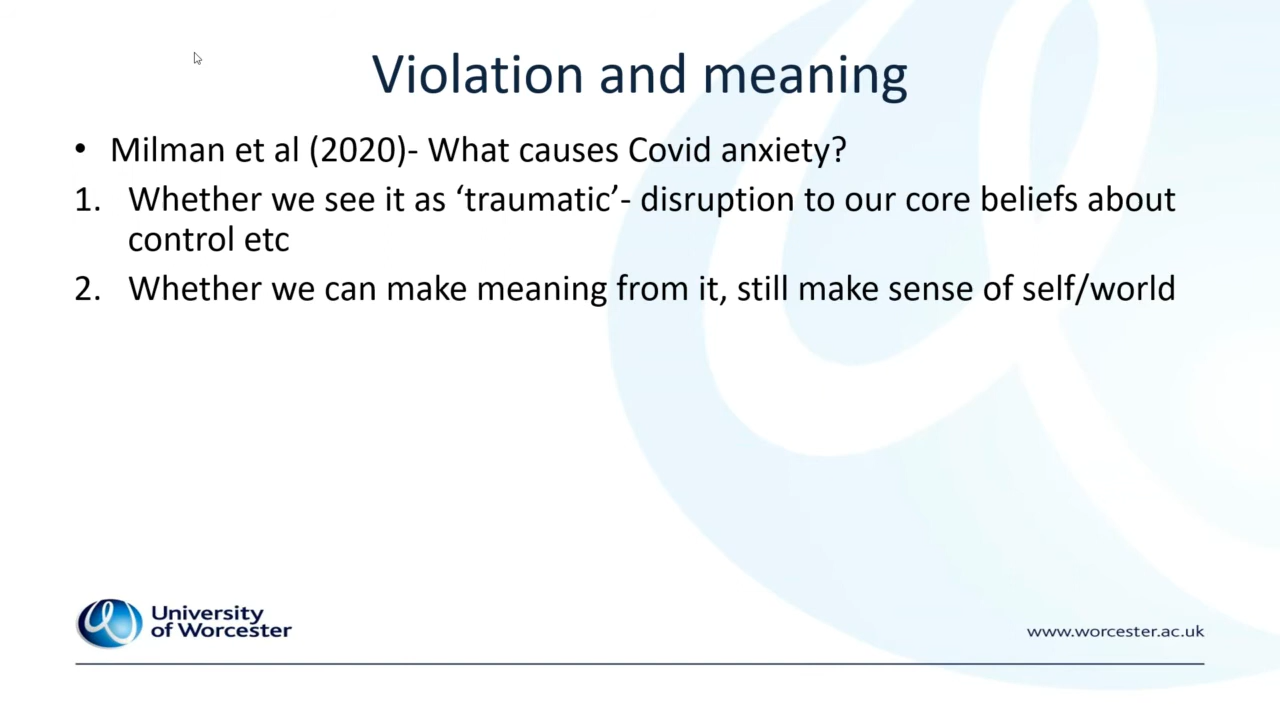 Violation and meaning
• Milman et al (2020)- What causes Covid anxiety?
1. Whether we see it as ‘traumatic’- disruption to our core beliefs about
control etc
2. Whether we can make meaning from it, still make sense of self/world
University
of Worcester
www.worcester.ac.uk